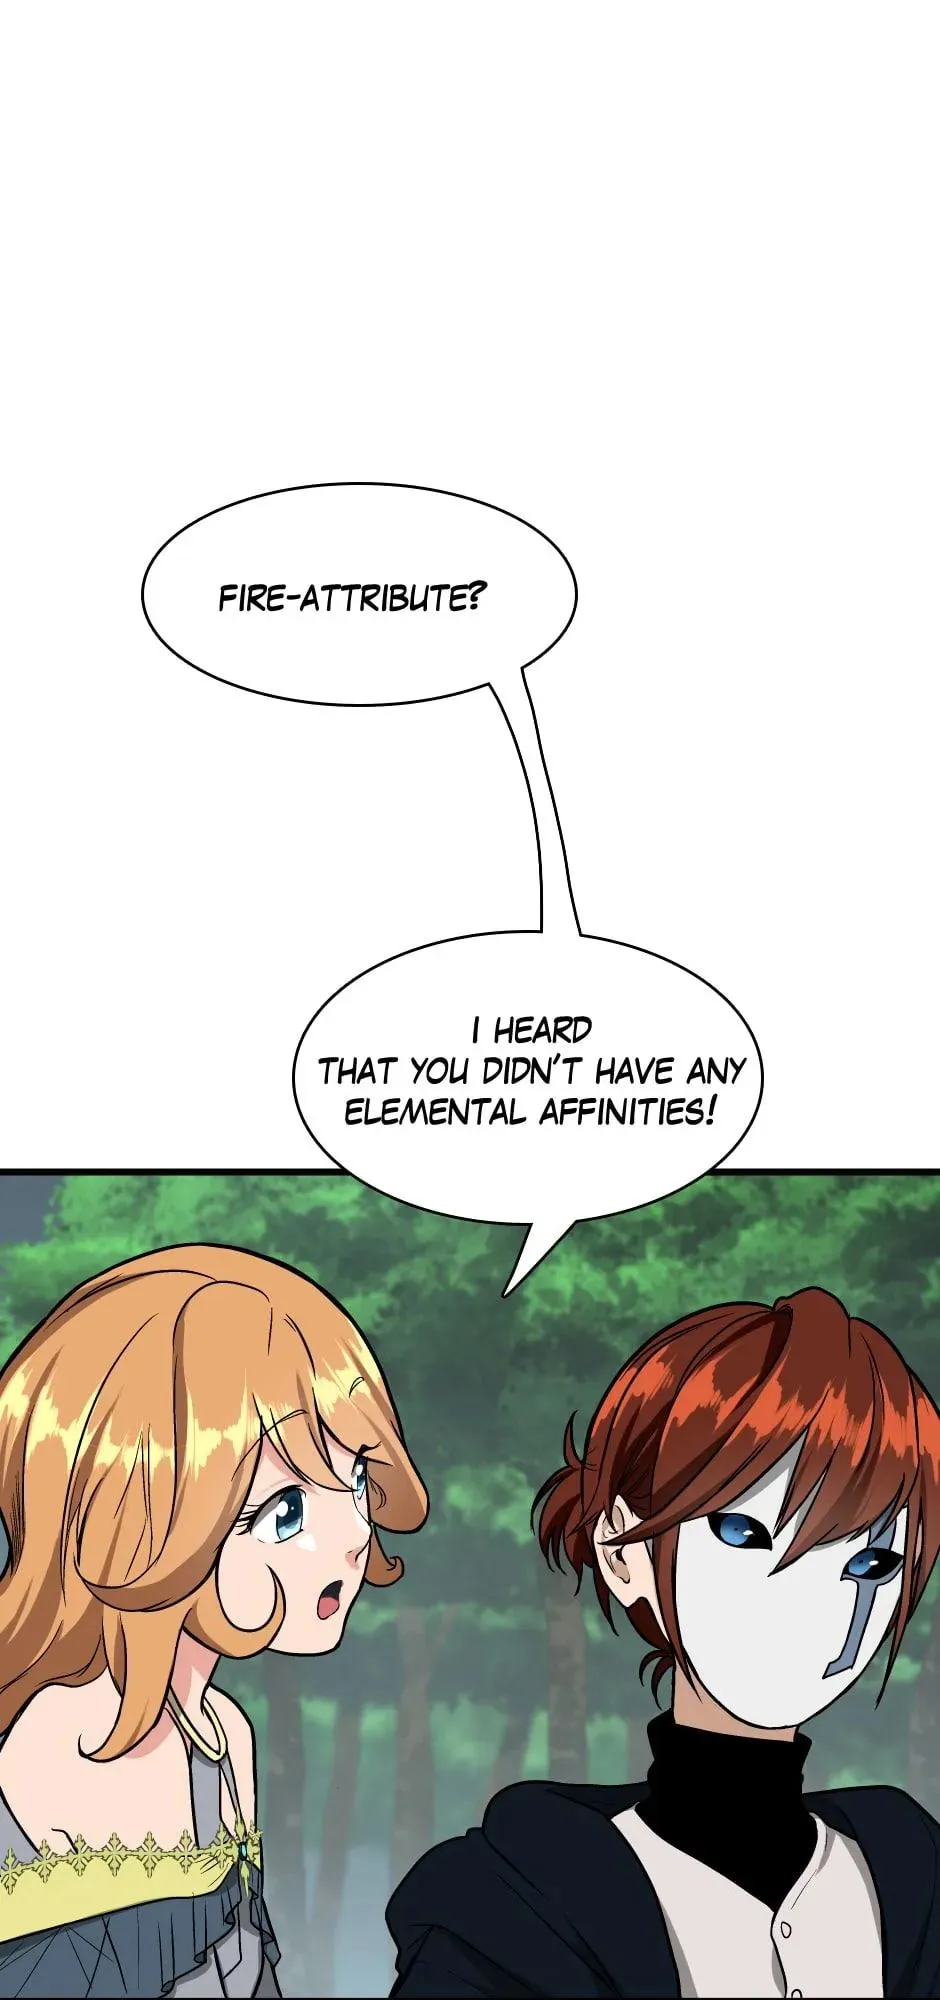 FIRE-ATTRIBUTE?
I HEARD
THAT YOU DIDN'T HAVE ANY
ELEMENTAL AFFINITIES!